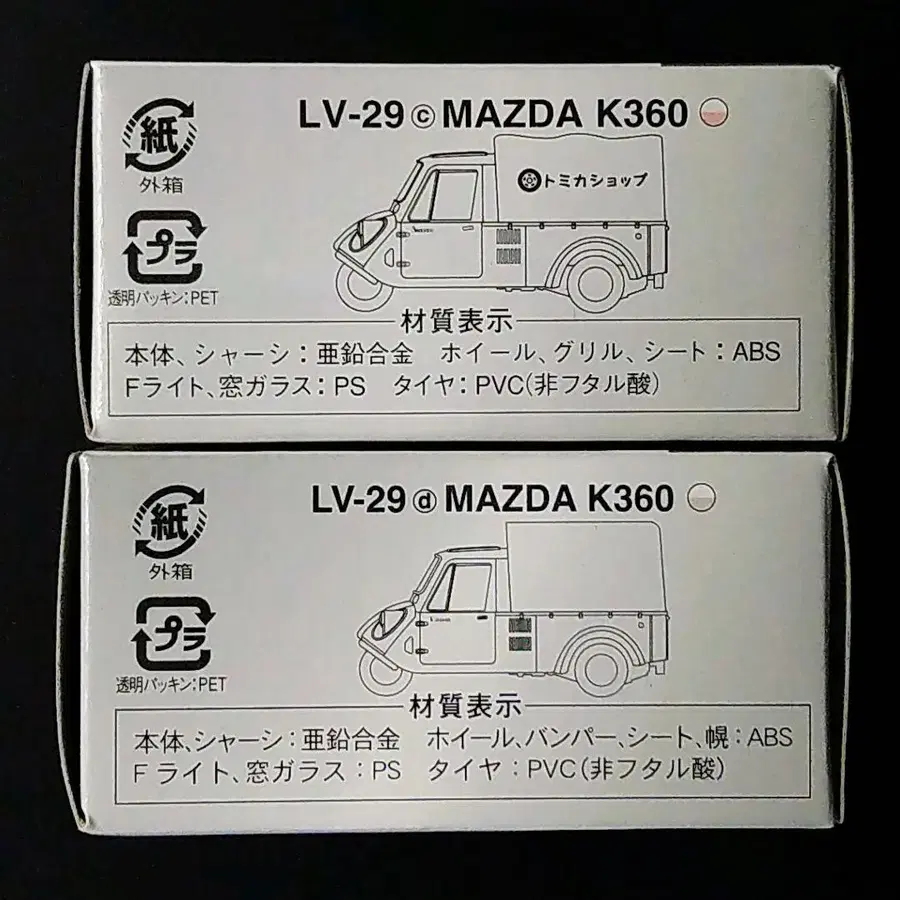 LV-29 ⓒ MAZDA K360
紙
外箱
トミカショップ
プラ
透明パッキン:PET
材質表示
本体、シャーシ:亜鉛合金 ホイール、グリル、シート:ABS
Fライト、窓ガラス:PS タイヤ:PVC(非フタル酸)
LV-29 ⓓ MAZDA K360
紙
外箱
プラ
透明パッキン:PET
材質表示
本体、シャーシ:亜鉛合金 ホイール、バンパー、シート、幌:ABS
F ライト、窓ガラス:PS タイヤ:PVC(非フタル酸)